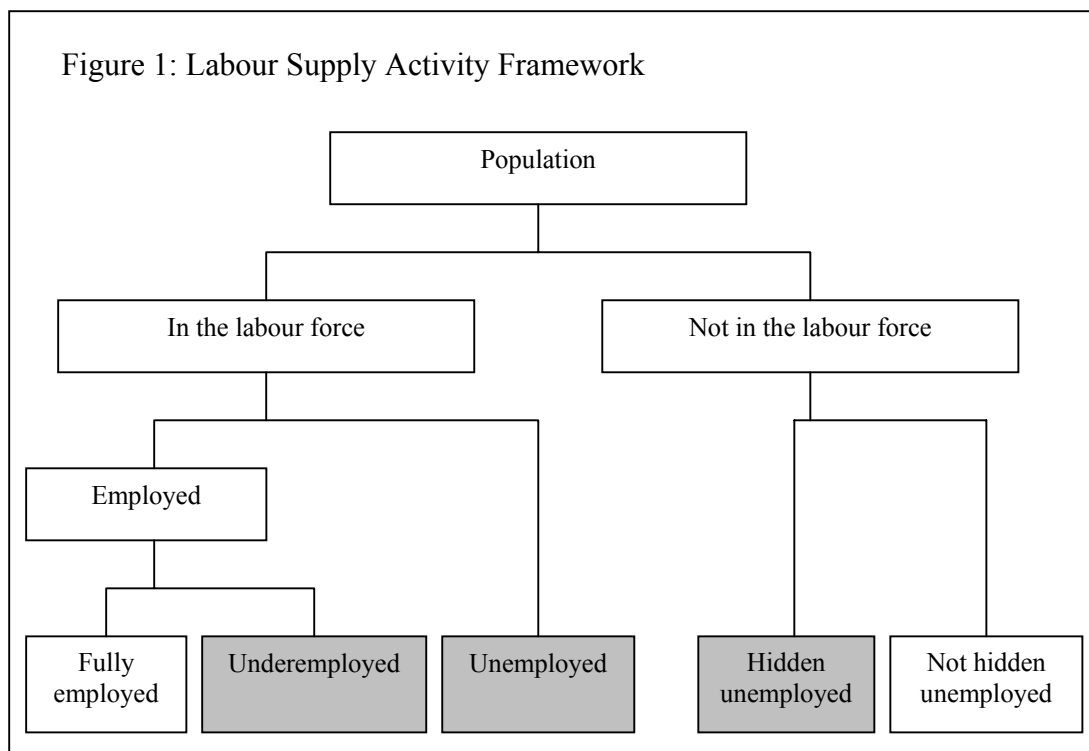 Figure 1: Labour Supply Activity Framework
Population
In the labour force
Not in the labour force
Employed
Fully
employed
Underemployed
Unemployed
Hidden
unemployed
Not hidden
unemployed